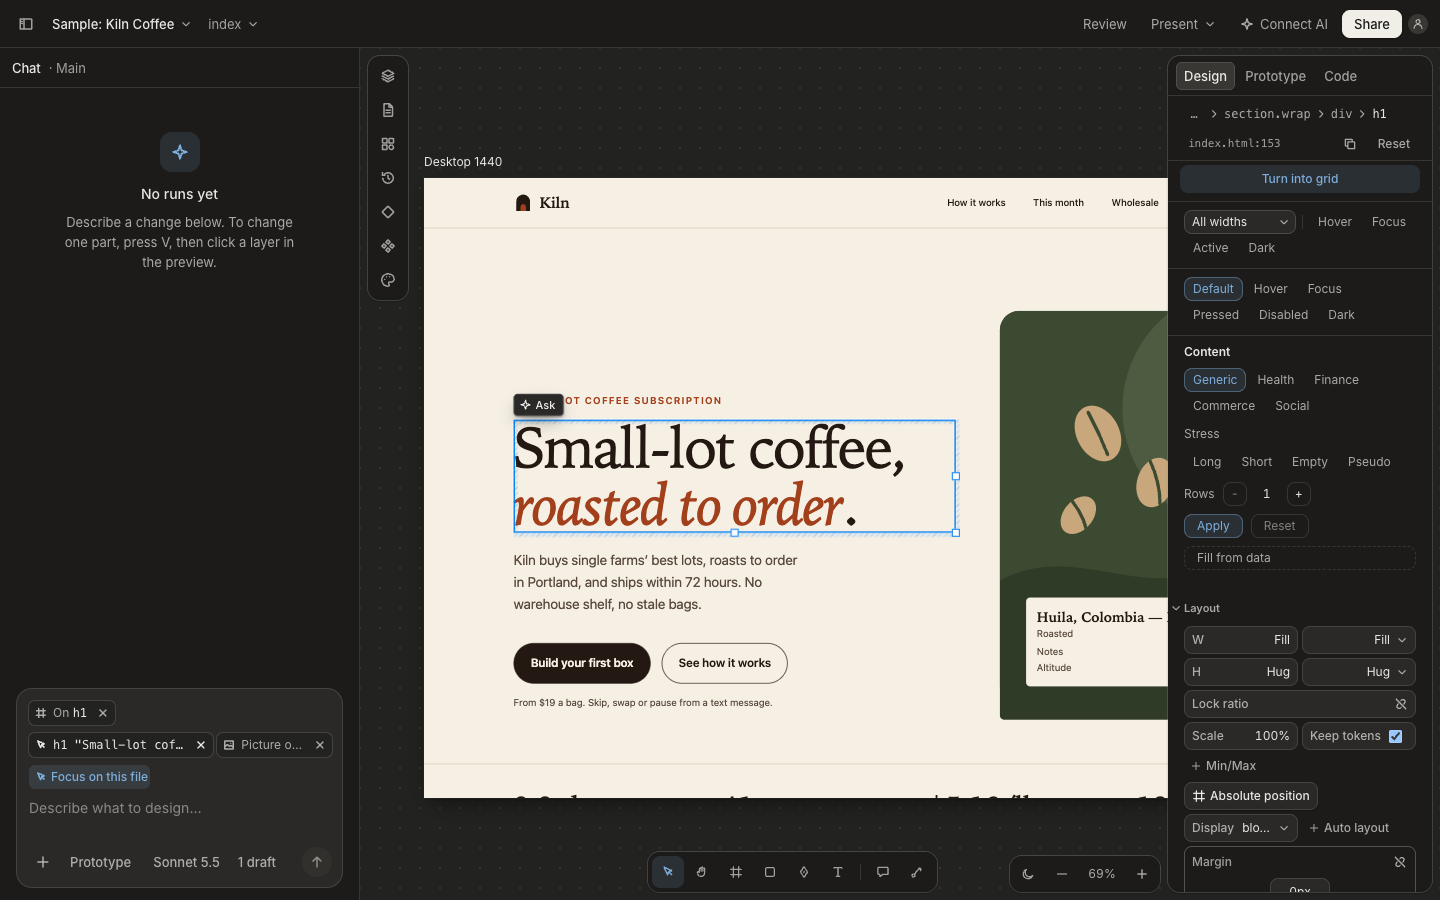 Sample: Kiln Coffee
index
Review
Present
Connect AI
Share
Chat · Main
No runs yet
Describe a change below. To change
one part, press V, then click a layer in
the preview.
On h1
h1 "Small-lot cof…
Picture o…
Focus on this file
Describe what to design…
Prototype
Sonnet 5.5
1 draft
Desktop 1440
Kiln
How it works
This month
Wholesale
Ask
OT COFFEE SUBSCRIPTION
Small-lot coffee,
roasted to order.
Kiln buys single farms’ best lots, roasts to order
in Portland, and ships within 72 hours. No
warehouse shelf, no stale bags.
Build your first box
See how it works
From $19 a bag. Skip, swap or pause from a text message.
Huila, Colombia —
Roasted
Notes
Altitude
69%
Design
Prototype
Code
… > section.wrap > div > h1
index.html:153
Reset
Turn into grid
All widths
Hover
Focus
Active
Dark
Default
Hover
Focus
Pressed
Disabled
Dark
Content
Generic
Health
Finance
Commerce
Social
Stress
Long
Short
Empty
Pseudo
Rows - 1 +
Apply
Reset
Fill from data
Layout
W Fill
Fill
H Hug
Hug
Lock ratio
Scale 100%
Keep tokens
+ Min/Max
Absolute position
Display blo…
+ Auto layout
Margin
0px